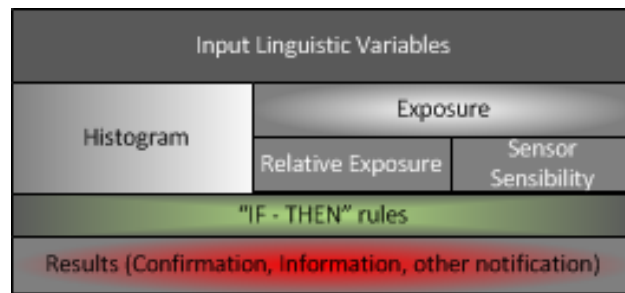 Input Linguistic Variables
Exposure
Histogram
Relative Exposure
Sensor
Sensibility
"IF - THEN" rules
Results (Confirmation, Information, other notification)